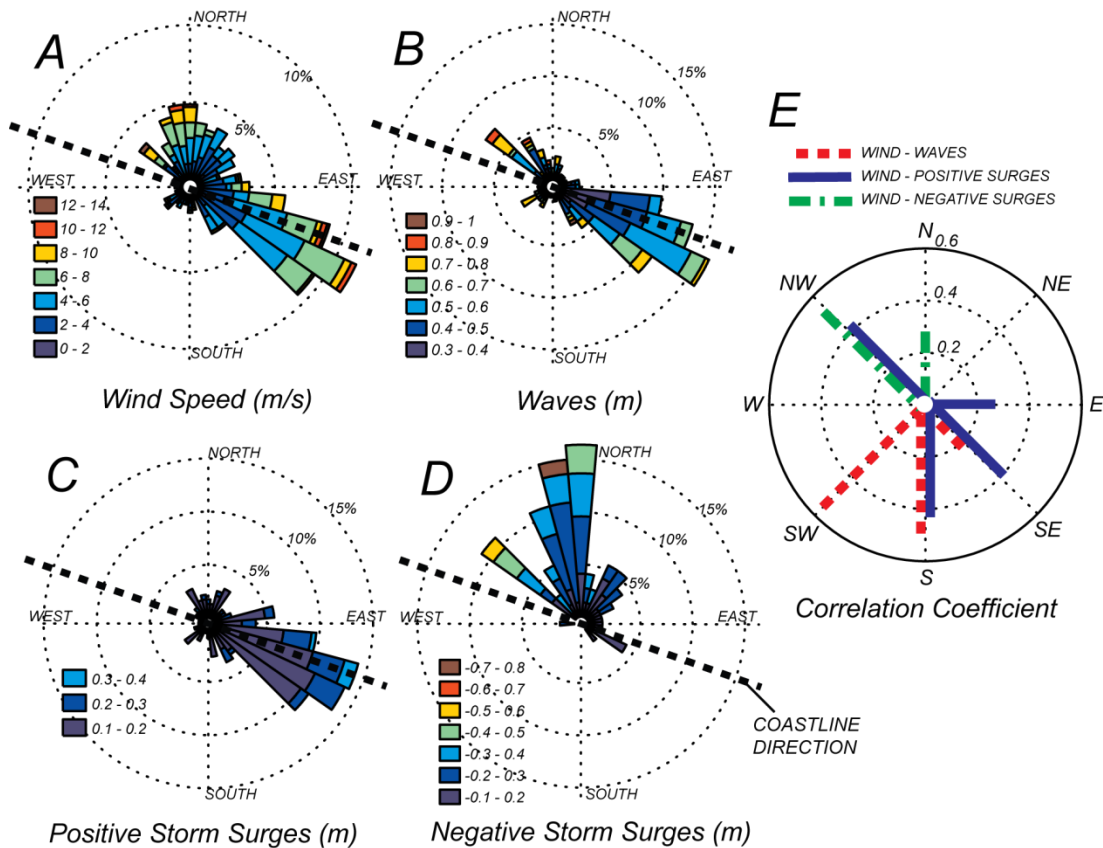 A
NORTH
10%
5%
WEST
EAST
SOUTH
12 - 14
10 - 12
8 - 10
6 - 8
4 - 6
2 - 4
0 - 2
Wind Speed (m/s)
B
NORTH
15%
10%
5%
WEST
EAST
SOUTH
0.9 - 1
0.8 - 0.9
0.7 - 0.8
0.6 - 0.7
0.5 - 0.6
0.4 - 0.5
0.3 - 0.4
Waves (m)
E
WIND - WAVES
WIND - POSITIVE SURGES
WIND - NEGATIVE SURGES
N
0.6
NW
NE
0.4
0.2
W
E
SW
SE
S
Correlation Coefficient
C
NORTH
15%
10%
5%
WEST
EAST
SOUTH
0.3 - 0.4
0.2 - 0.3
0.1 - 0.2
Positive Storm Surges (m)
D
NORTH
15%
10%
5%
WEST
EAST
SOUTH
-0.7 - 0.8
-0.6 - 0.7
-0.5 - 0.6
-0.4 - 0.5
-0.3 - 0.4
-0.2 - 0.3
-0.1 - 0.2
Negative Storm Surges (m)
COASTLINE
DIRECTION